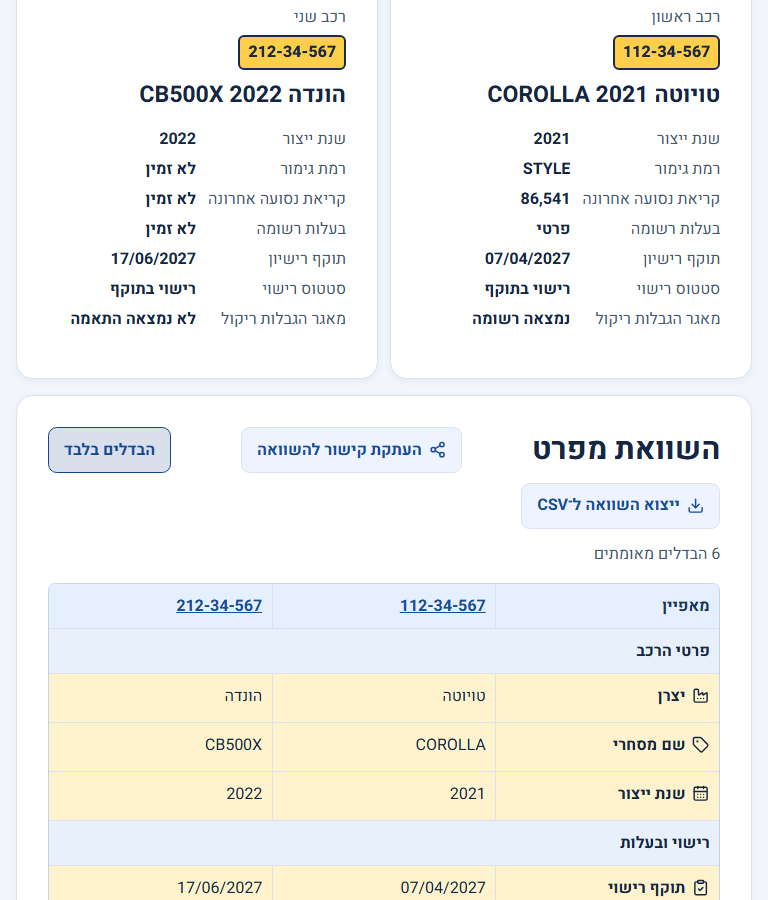 רכב ראשון
112-34-567
טויוטה COROLLA 2021
שנת ייצור 2021
רמת גימור STYLE
קריאת נסועה אחרונה 86,541
בעלות רשומה פרטי
תוקף רישיון 07/04/2027
סטטוס רישוי רישוי בתוקף
מאגר הגבלות ריקול נמצאה רשומה
רכב שני
212-34-567
הונדה CB500X 2022
שנת ייצור 2022
רמת גימור לא זמין
קריאת נסועה אחרונה לא זמין
בעלות רשומה לא זמין
תוקף רישיון 17/06/2027
סטטוס רישוי רישוי בתוקף
מאגר הגבלות ריקול לא נמצאה התאמה
השוואת מפרט
העתקת קישור להשוואה
הבדלים בלבד
ייצוא השוואה ל־CSV
6 הבדלים מאומתים
מאפיין 112-34-567 212-34-567
פרטי הרכב
יצרן טויוטה הונדה
שם מסחרי COROLLA CB500X
שנת ייצור 2021 2022
רישוי ובעלות
תוקף רישוי 07/04/2027 17/06/2027